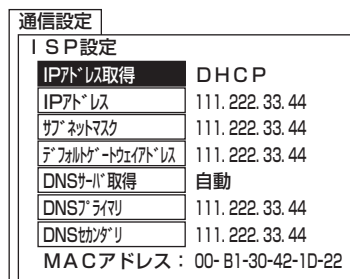 通信設定
ＩＳＰ設定
IPｱﾄﾞﾚｽ取得 ＤＨＣＰ
IPｱﾄﾞﾚｽ 111. 222. 33. 44
ｻﾌﾞﾈｯﾄﾏｽｸ 111. 222. 33. 44
ﾃﾞﾌｫﾙﾄｹﾞｰﾄｳｪｲｱﾄﾞﾚｽ 111. 222. 33. 44
DNSｻｰﾊﾞ取得 自動
DNSﾌﾟﾗｲﾏﾘ 111. 222. 33. 44
DNSｾｶﾝﾀﾞﾘ 111. 222. 33. 44
ＭＡＣアドレス：00-B1-30-42-1D-22